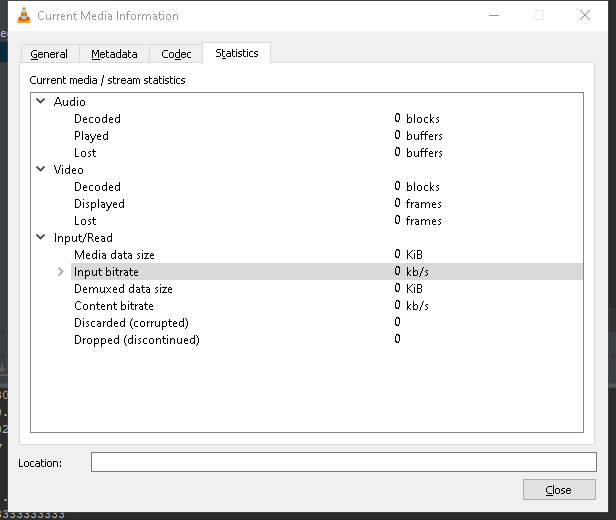 Current Media Information
General Metadata Codec Statistics
Current media / stream statistics
Audio
Decoded 0 blocks
Played 0 buffers
Lost 0 buffers
Video
Decoded 0 blocks
Displayed 0 frames
Lost 0 frames
Input/Read
Media data size 0 KiB
Input bitrate 0 kb/s
Demuxed data size 0 KiB
Content bitrate 0 kb/s
Discarded (corrupted) 0
Dropped (discontinued) 0
Location:
Close